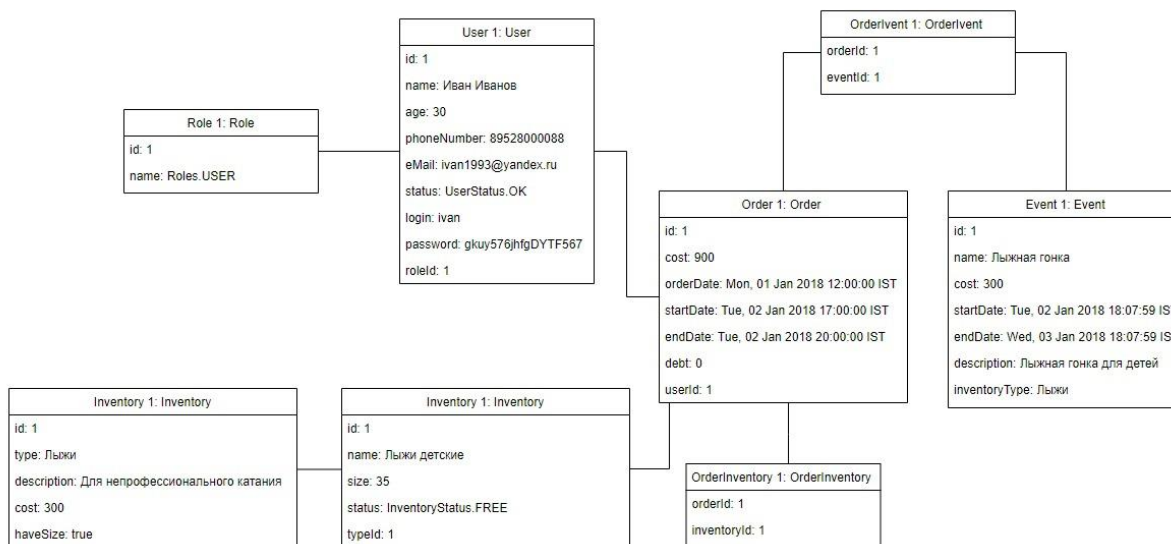 User 1: User
id: 1
name: Иван Иванов
age: 30
phoneNumber: 89528000088
eMail: ivan1993@yandex.ru
status: UserStatus.OK
login: ivan
password: gkuy576jhfgDYTF567
roleId: 1
OrderIvent 1: OrderIvent
orderId: 1
eventId: 1
Role 1: Role
id: 1
name: Roles.USER
Order 1: Order
id: 1
cost: 900
orderDate: Mon, 01 Jan 2018 12:00:00 IST
startDate: Tue, 02 Jan 2018 17:00:00 IST
endDate: Tue, 02 Jan 2018 20:00:00 IST
debt: 0
userId: 1
Event 1: Event
id: 1
name: Лыжная гонка
cost: 300
startDate: Tue, 02 Jan 2018 18:07:59 IS
endDate: Wed, 03 Jan 2018 18:07:59 IS
description: Лыжная гонка для детей
inventoryType: Лыжи
Inventory 1: Inventory
id: 1
type: Лыжи
description: Для непрофессионального катания
cost: 300
haveSize: true
Inventory 1: Inventory
id: 1
name: Лыжи детские
size: 35
status: InventoryStatus.FREE
typeId: 1
OrderInventory 1: OrderInventory
orderId: 1
inventoryId: 1